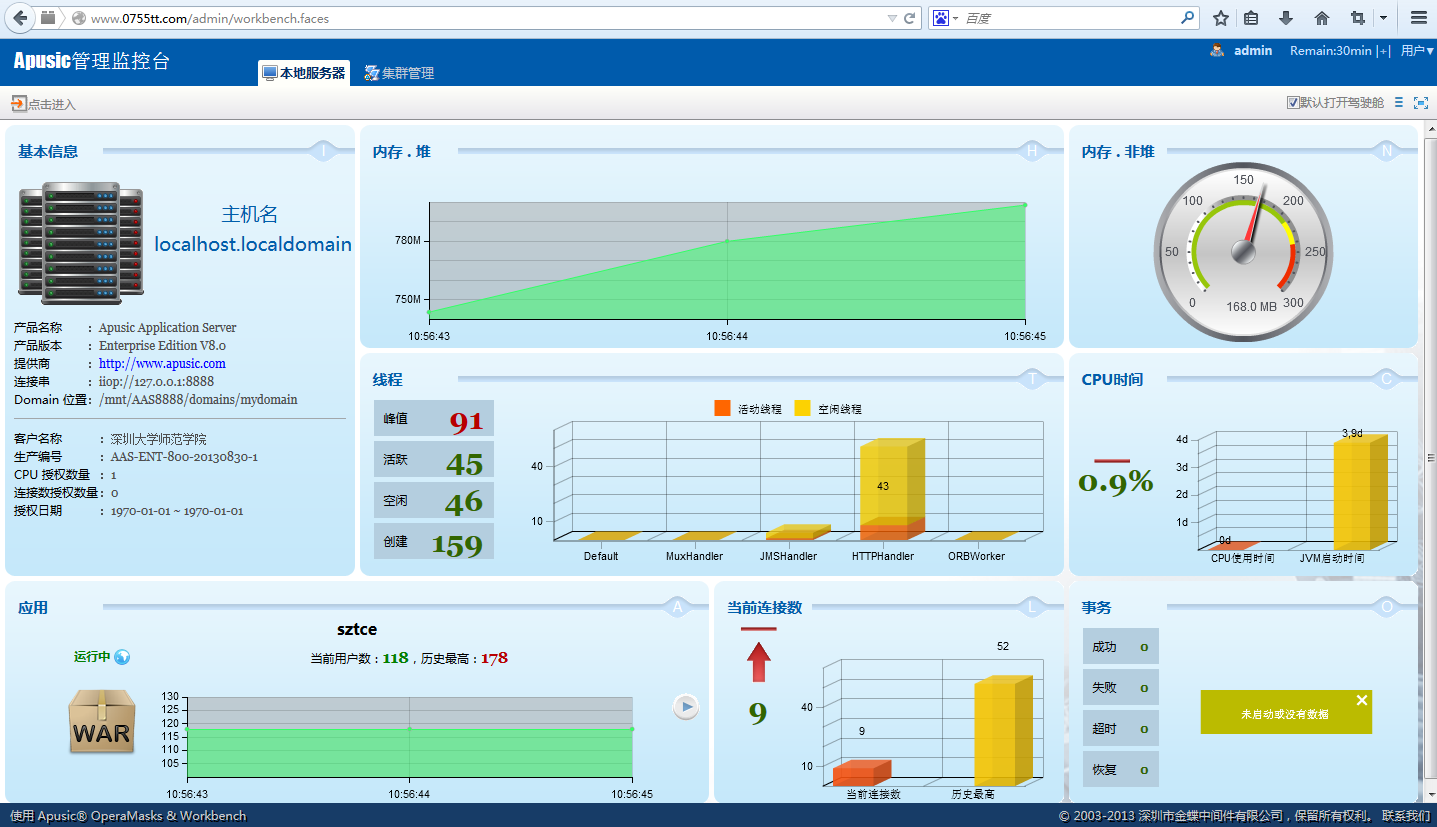 www.0755tt.com/admin/workbench.faces
百度
Apusic管理监控台
本地服务器
集群管理
admin Remain:30min |+| 用户▾
点击进入
默认打开驾驶舱
基本信息
I
主机名
localhost.localdomain
产品名称 : Apusic Application Server
产品版本 : Enterprise Edition V8.0
提供商 : http://www.apusic.com
连接串 : iiop://127.0.0.1:8888
Domain 位置 : /mnt/AAS8888/domains/mydomain
客户名称 : 深圳大学师范学院
生产编号 : AAS-ENT-800-20130830-1
CPU 授权数量 : 1
连接数授权数量 : 0
授权日期 : 1970-01-01 ~ 1970-01-01
内存 . 堆
H
780M
750M
10:56:43 10:56:44 10:56:45
内存 . 非堆
N
0 50 100 150 200 250 300
168.0 MB
线程
T
峰值 91
活跃 45
空闲 46
创建 159
活动线程 空闲线程
40
10
43
Default MuxHandler JMSHandler HTTPHandler ORBWorker
CPU时间
C
0.9%
4d
3d
2d
1d
0d
3,9d
CPU使用时间 JVM启动时间
应用
A
sztce
运行中
当前用户数：118，历史最高：178
WAR
130
125
120
115
110
105
10:56:43 10:56:44 10:56:45
当前连接数
L
9
40
10
9
52
当前连接数 历史最高
事务
O
成功 0
失败 0
超时 0
恢复 0
未启动或没有数据
使用 Apusic® OperaMasks & Workbench
© 2003-2013 深圳市金蝶中间件有限公司，保留所有权利。 联系我们